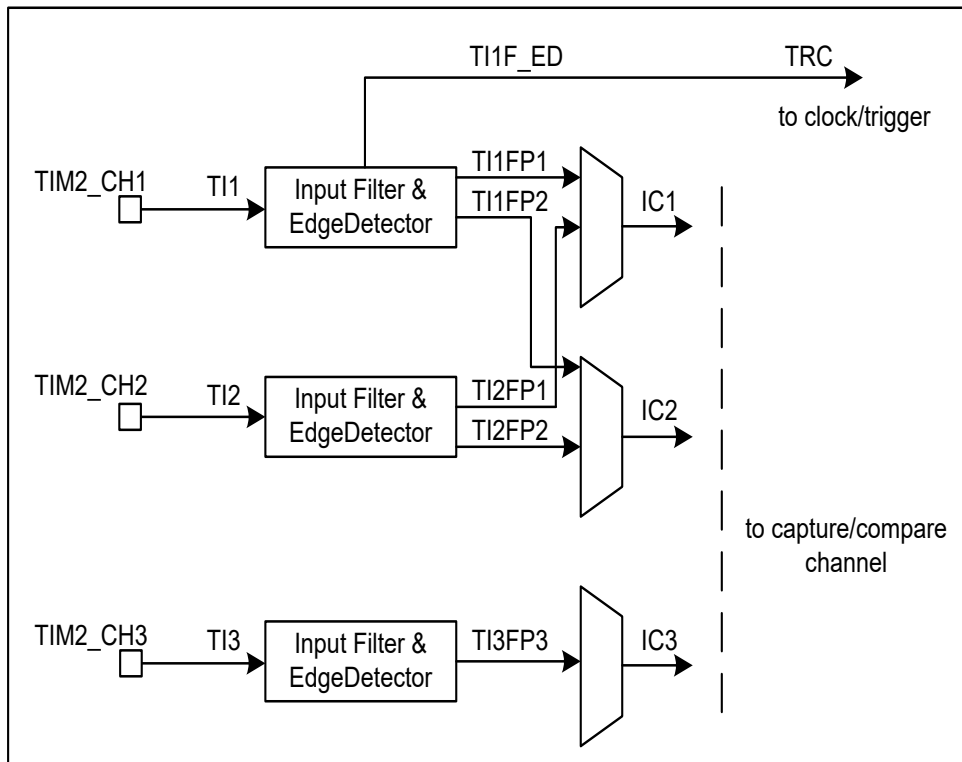 TI1F_ED
TRC
to clock/trigger
TIM2_CH1
TI1
Input Filter &
EdgeDetector
TI1FP1
TI1FP2
IC1
TIM2_CH2
TI2
Input Filter &
EdgeDetector
TI2FP1
TI2FP2
IC2
to capture/compare
channel
TIM2_CH3
TI3
Input Filter &
EdgeDetector
TI3FP3
IC3